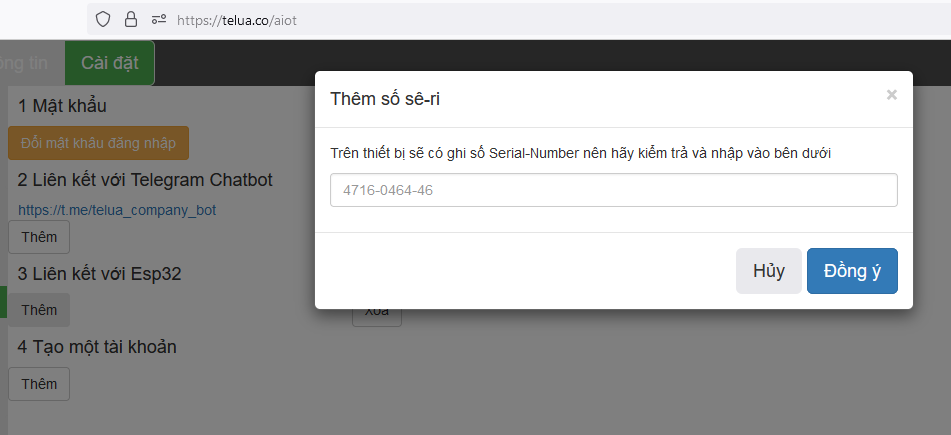 https://telua.co/aiot
ông tin
Cài đặt
1 Mật khẩu
Đổi mật khẩu đăng nhập
2 Liên kết với Telegram Chatbot
https://t.me/telua_company_bot
Thêm
3 Liên kết với Esp32
Thêm
Xóa
4 Tạo một tài khoản
Thêm
Thêm số sê-ri
×
Trên thiết bị sẽ có ghi số Serial-Number nên hãy kiểm trả và nhập vào bên dưới
4716-0464-46
Hủy
Đồng ý